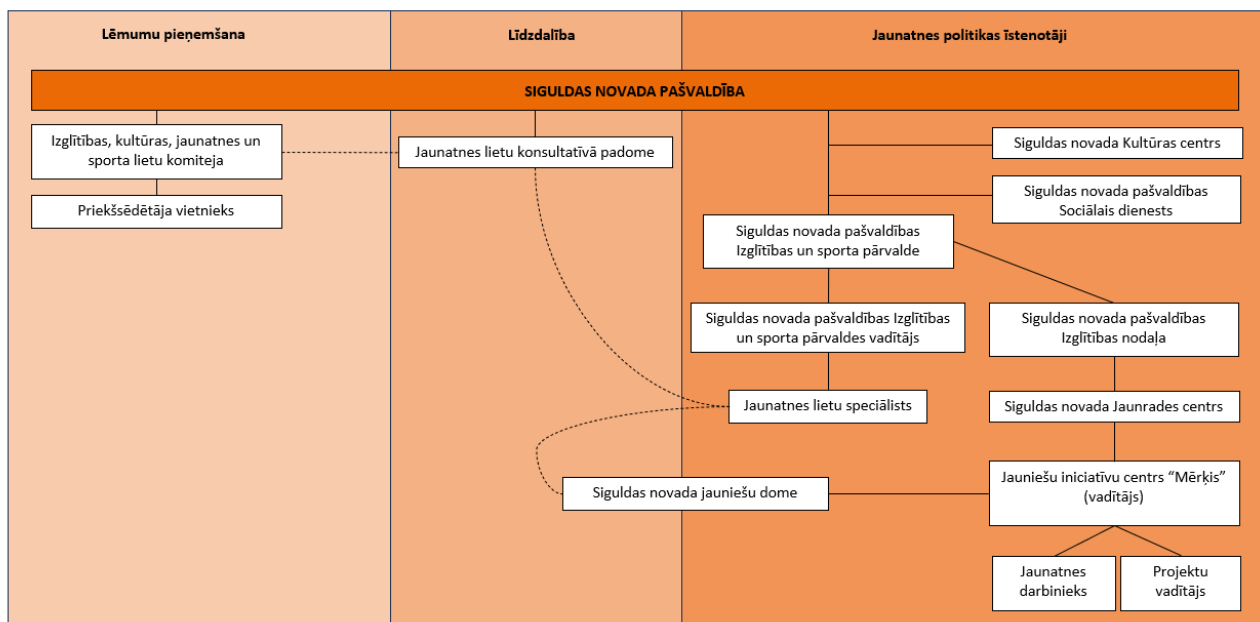 Lēmumu pieņemšana
Līdzdalība
Jaunatnes politikas īstenotāji
SIGULDAS NOVADA PAŠVALDĪBA
Izglītības, kultūras, jaunatnes un
sporta lietu komiteja
Priekšsēdētāja vietnieks
Jaunatnes lietu konsultatīvā padome
Siguldas novada Kultūras centrs
Siguldas novada pašvaldības
Sociālais dienests
Siguldas novada pašvaldības
Izglītības un sporta pārvalde
Siguldas novada pašvaldības Izglītības
un sporta pārvaldes vadītājs
Siguldas novada pašvaldības
Izglītības nodaļa
Jaunatnes lietu speciālists
Siguldas novada Jaunrades centrs
Siguldas novada jauniešu dome
Jauniešu iniciatīvu centrs “Mērķis”
(vadītājs)
Jaunatnes
darbinieks
Projektu
vadītājs